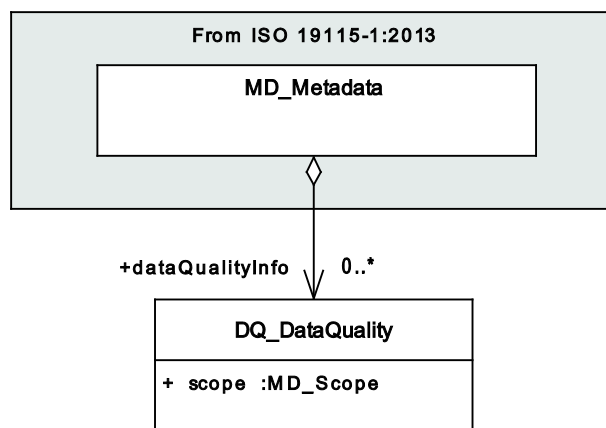 From ISO 19115-1:2013
MD_Metadata
+dataQualityInfo 0..*
DQ_DataQuality
+ scope :MD_Scope